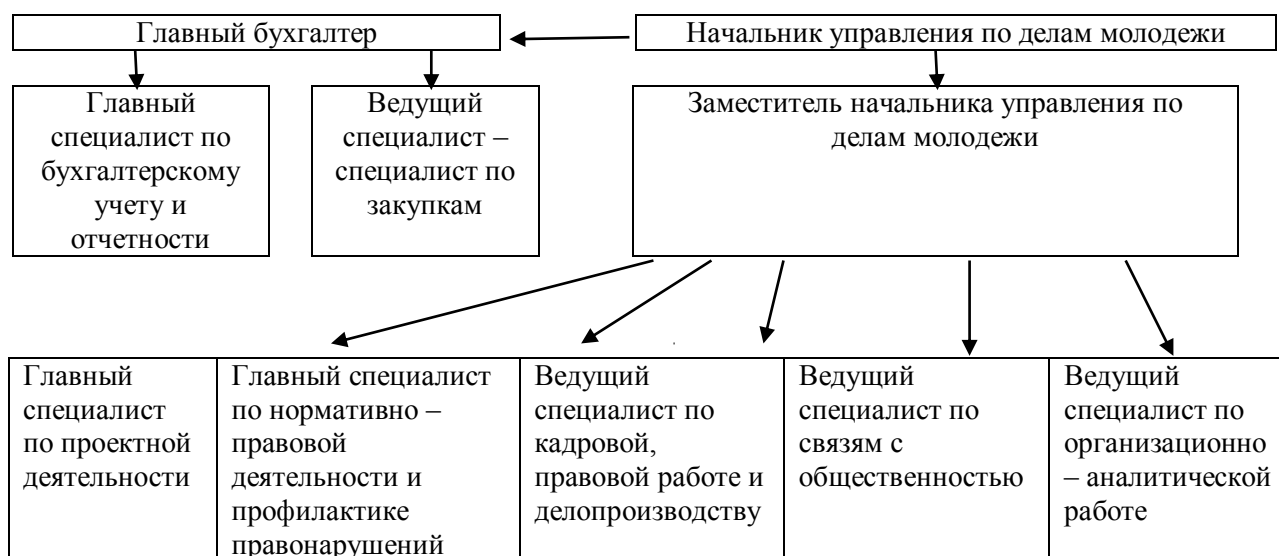 Главный бухгалтер
Начальник управления по делам молодежи
Главный
специалист по
бухгалтерскому
учету и
отчетности
Ведущий
специалист –
специалист по
закупкам
Заместитель начальника управления по
делам молодежи
Главный
специалист
по проектной
деятельности
Главный специалист
по нормативно –
правовой
деятельности и
профилактике
правонарушений
Ведущий
специалист по
кадровой,
правовой работе и
делопроизводству
Ведущий
специалист по
связям с
общественностью
Ведущий
специалист по
организационно
– аналитической
работе